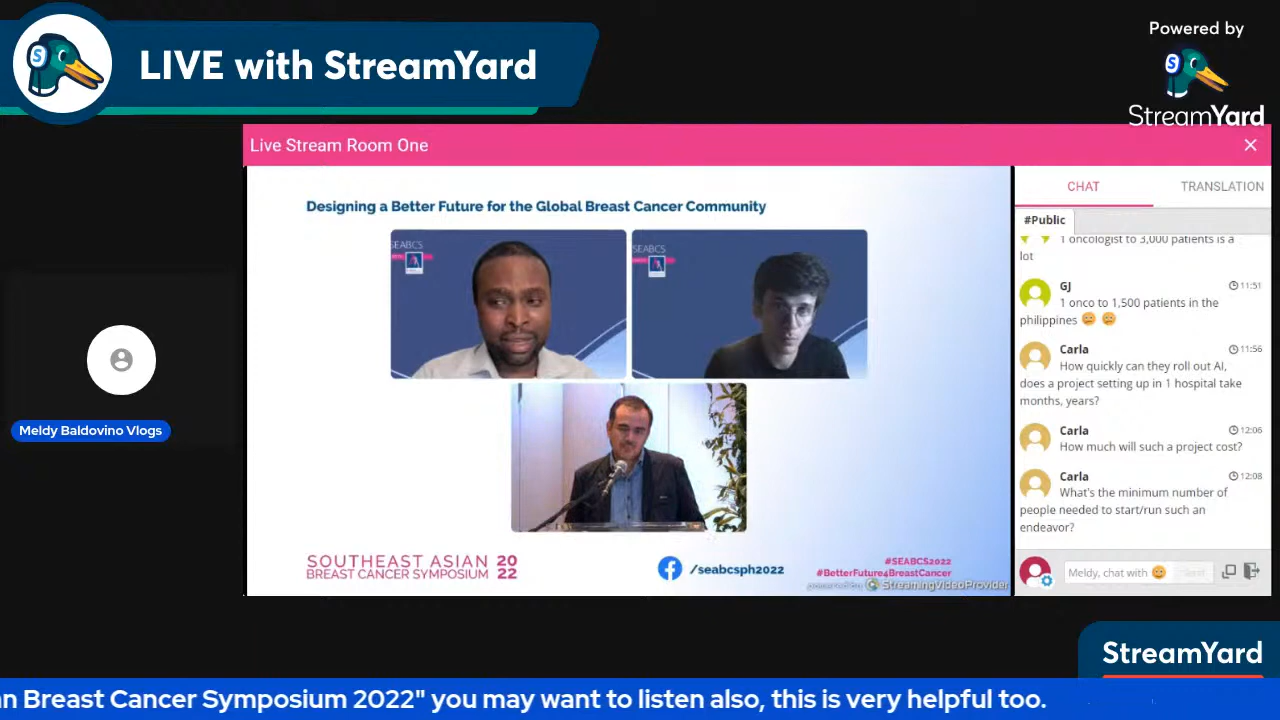 LIVE with StreamYard
Powered by
StreamYard
Live Stream Room One
Designing a Better Future for the Global Breast Cancer Community
SEABCS
SEABCS
SOUTHEAST ASIAN 20
BREAST CANCER SYMPOSIUM 22
/seabcsph2022
#SEABCS2022
#BetterFuture4BreastCancer
powered by StreamingVideoProvider
CHAT TRANSLATION
#Public
1 oncologist to 3,000 patients is a
lot
GJ 11:51
1 onco to 1,500 patients in the
philippines
Carla 11:56
How quickly can they roll out AI,
does a project setting up in 1 hospital take
months, years?
Carla 12:06
How much will such a project cost?
Carla 12:08
What's the minimum number of
people needed to start/run such an
endeavor?
Meldy, chat with
Meldy Baldovino Vlogs
StreamYard
n Breast Cancer Symposium 2022" you may want to listen also, this is very helpful too.